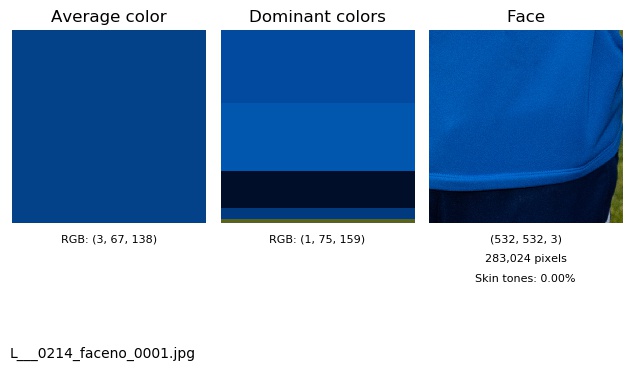 Average color
Dominant colors
Face
RGB: (3, 67, 138)
RGB: (1, 75, 159)
(532, 532, 3)
283,024 pixels
Skin tones: 0.00%
L___0214_faceno_0001.jpg